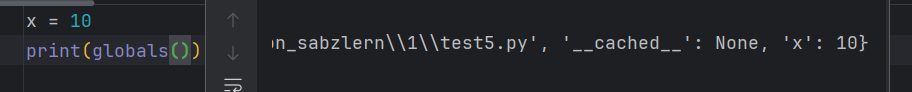 x = 10
print(globals())
on_sabzlern\\1\\test5.py', '__cached__': None, 'x': 10}